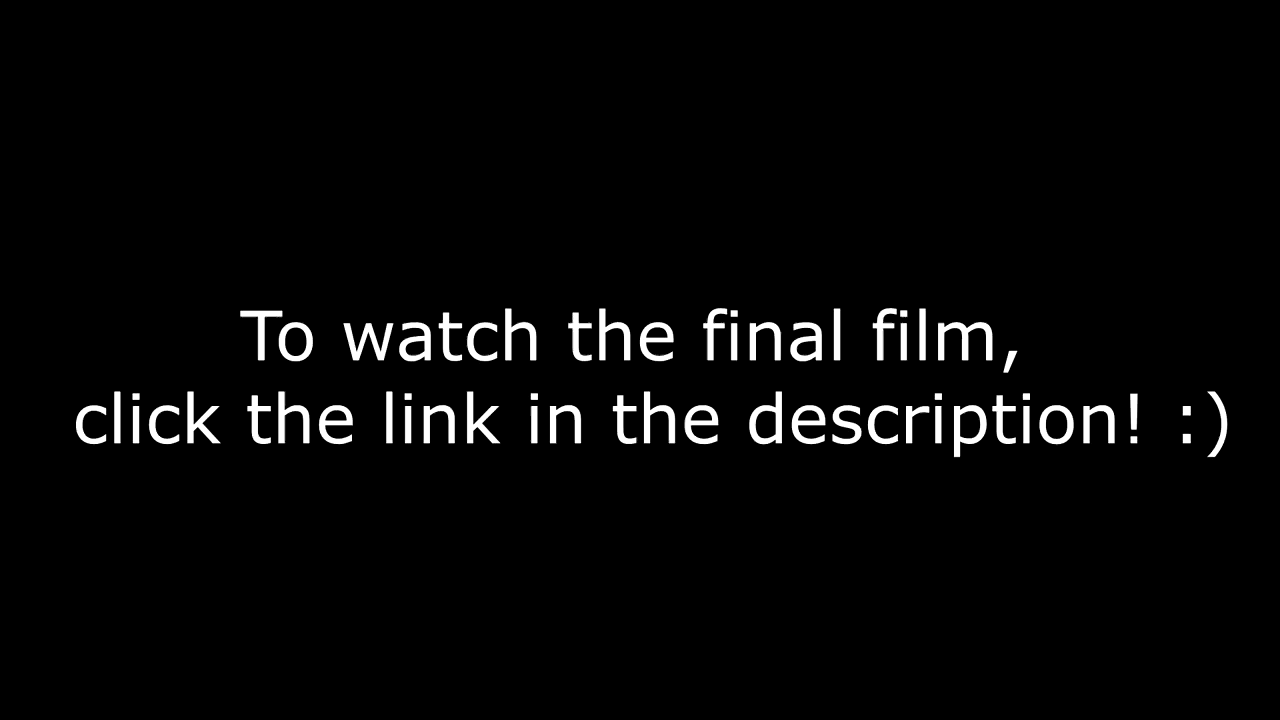 To watch the final film,
click the link in the description! :)